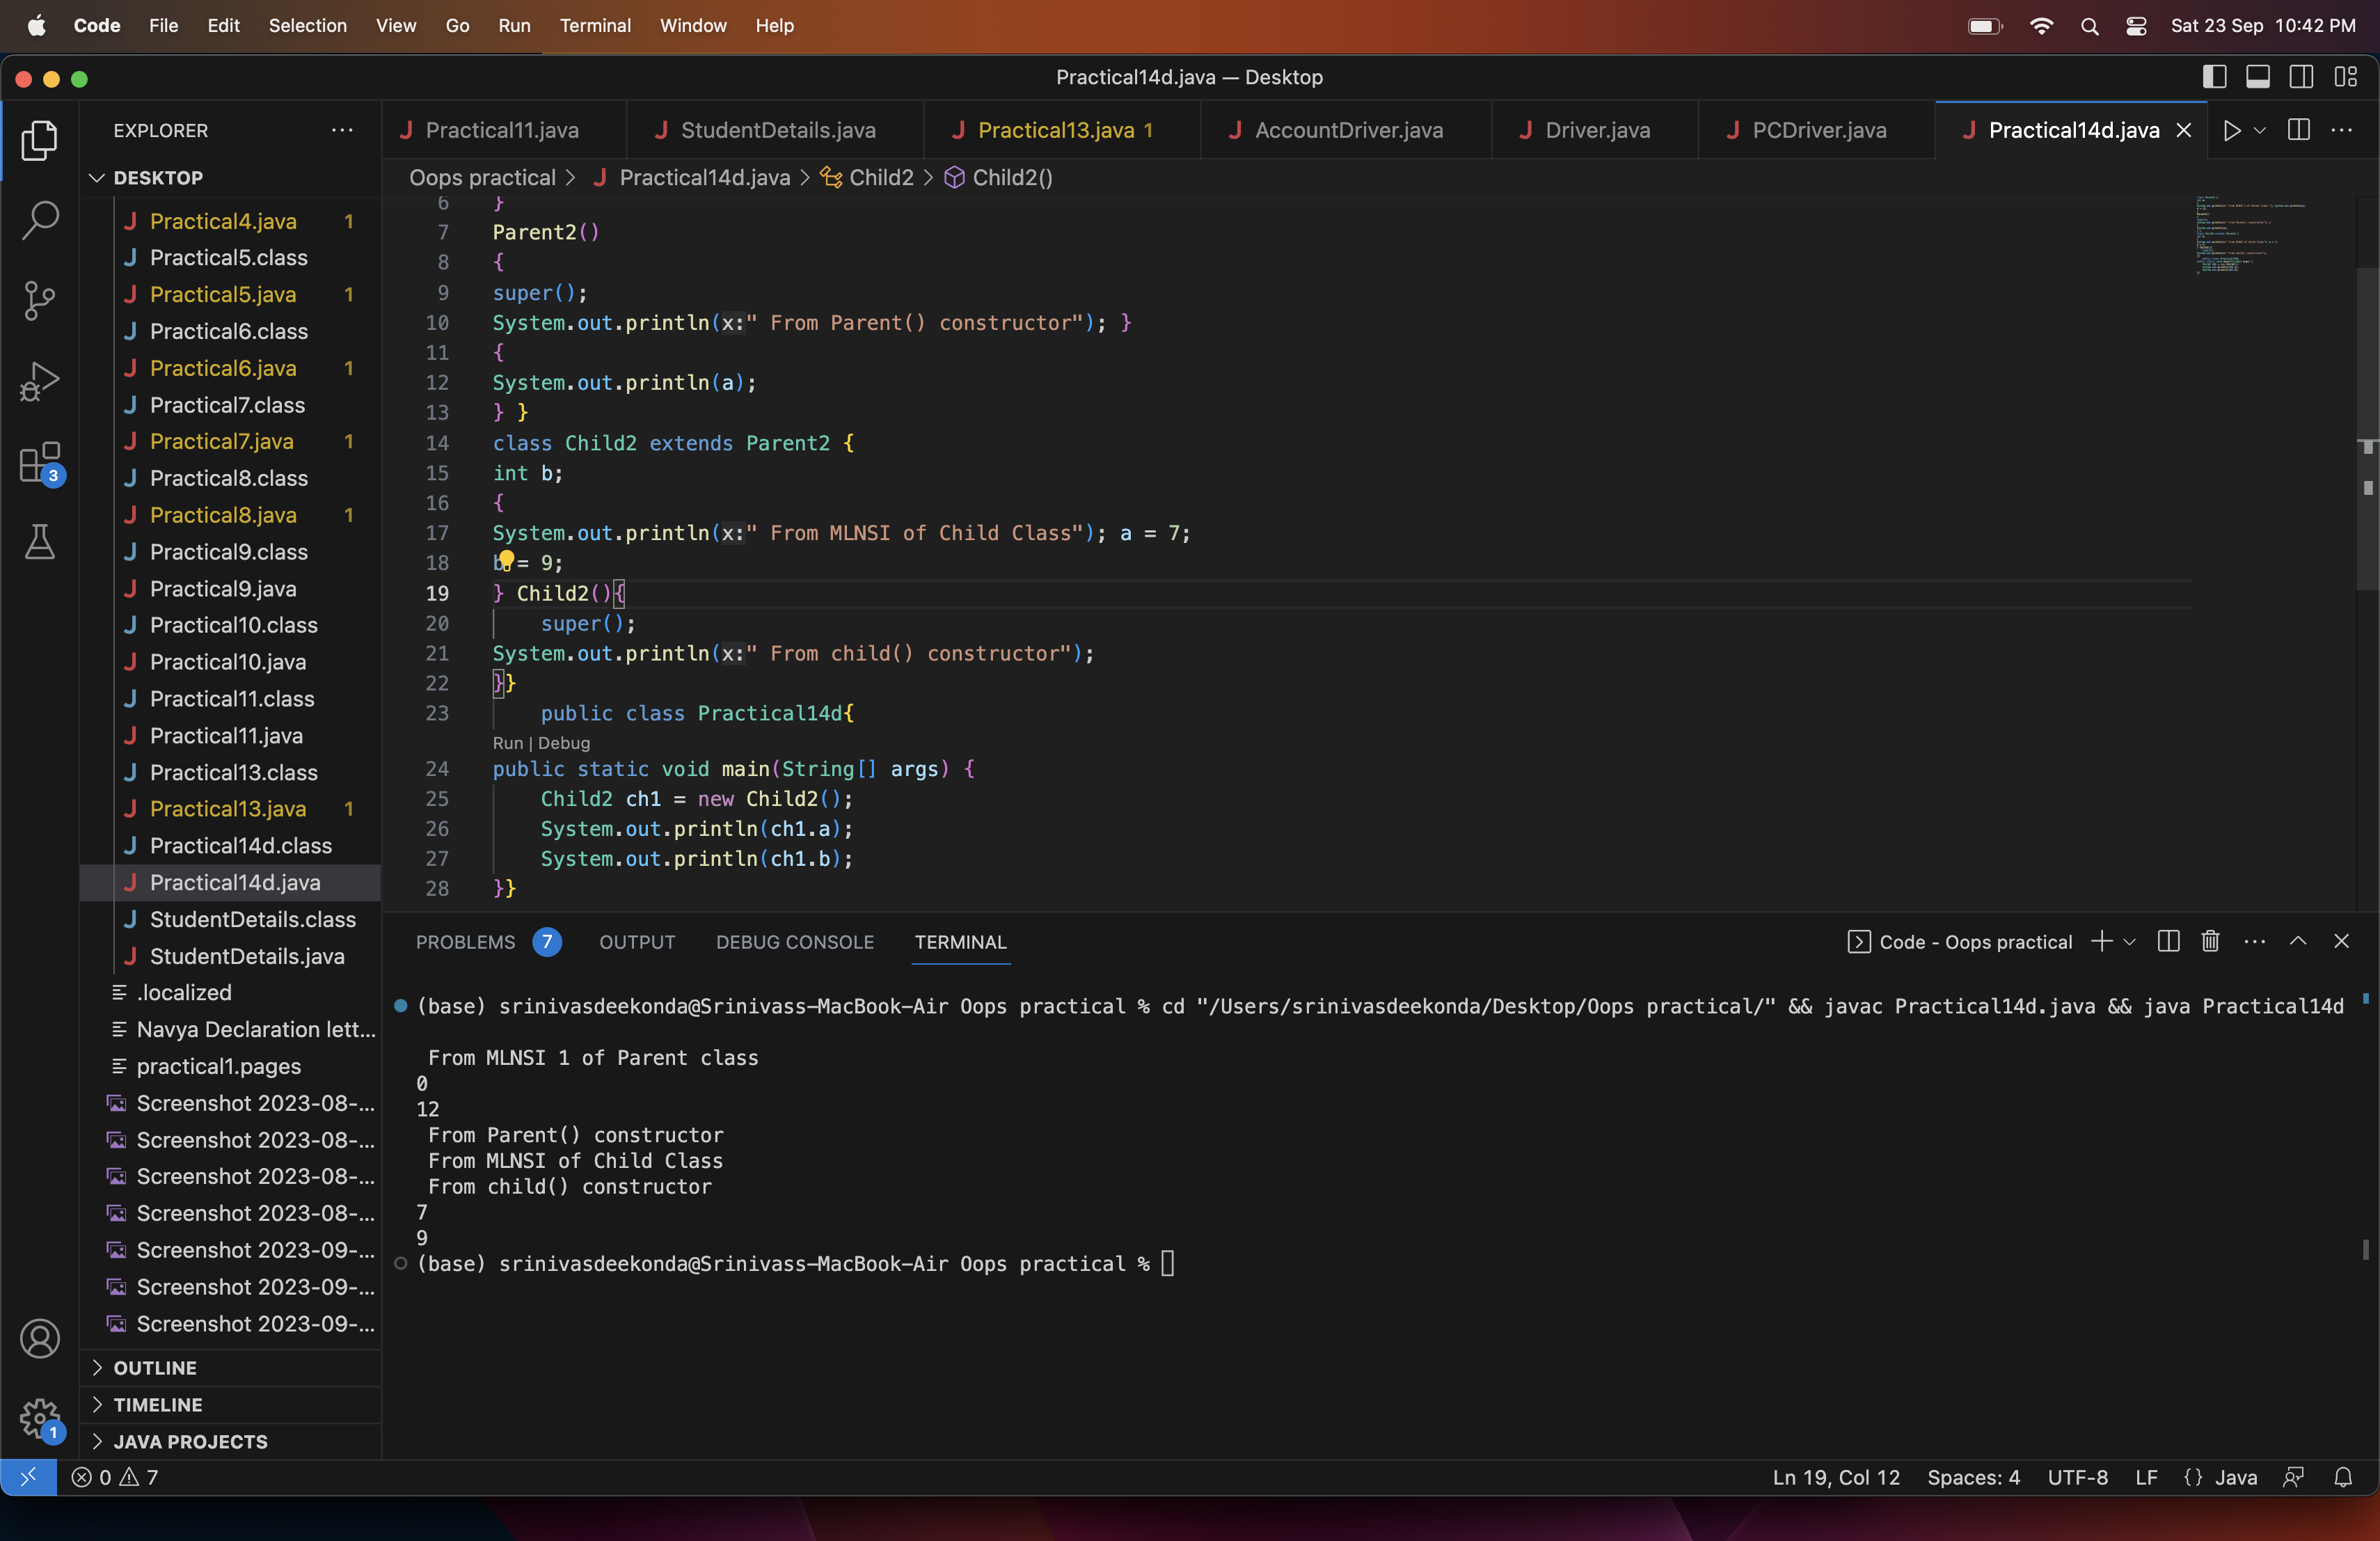 Code File Edit Selection View Go Run Terminal Window Help Sat 23 Sep 10:42 PM
Practical14d.java — Desktop
EXPLORER
Practical11.java StudentDetails.java Practical13.java 1 AccountDriver.java Driver.java PCDriver.java Practical14d.java
DESKTOP
Oops practical > Practical14d.java > Child2 > Child2()
Practical4.java 1
Practical5.class
Practical5.java 1
Practical6.class
Practical6.java 1
Practical7.class
Practical7.java 1
Practical8.class
Practical8.java 1
Practical9.class
Practical9.java
Practical10.class
Practical10.java
Practical11.class
Practical11.java
Practical13.class
Practical13.java 1
Practical14d.class
Practical14d.java
StudentDetails.class
StudentDetails.java
.localized
Navya Declaration lett...
practical1.pages
Screenshot 2023-08-...
Screenshot 2023-08-...
Screenshot 2023-08-...
Screenshot 2023-08-...
Screenshot 2023-09-...
Screenshot 2023-09-...
Screenshot 2023-09-...
OUTLINE
TIMELINE
JAVA PROJECTS
3
1
6 }
7 Parent2()
8 {
9 super();
10 System.out.println(x:" From Parent() constructor"); }
11 {
12 System.out.println(a);
13 } }
14 class Child2 extends Parent2 {
15 int b;
16 {
17 System.out.println(x:" From MLNSI of Child Class"); a = 7;
18 b = 9;
19 } Child2(){
20 super();
21 System.out.println(x:" From child() constructor");
22 }}
23 public class Practical14d{
Run | Debug
24 public static void main(String[] args) {
25 Child2 ch1 = new Child2();
26 System.out.println(ch1.a);
27 System.out.println(ch1.b);
28 }}
PROBLEMS 7 OUTPUT DEBUG CONSOLE TERMINAL Code - Oops practical
(base) srinivasdeekonda@Srinivass-MacBook-Air Oops practical % cd "/Users/srinivasdeekonda/Desktop/Oops practical/" && javac Practical14d.java && java Practical14d
From MLNSI 1 of Parent class
0
12
From Parent() constructor
From MLNSI of Child Class
From child() constructor
7
9
(base) srinivasdeekonda@Srinivass-MacBook-Air Oops practical %
0 7 Ln 19, Col 12 Spaces: 4 UTF-8 LF {} Java